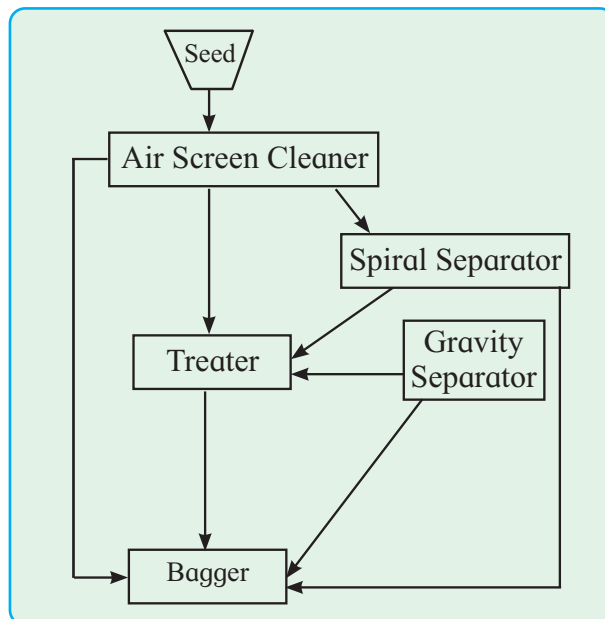 Seed
Air Screen Cleaner
Spiral Separator
Gravity
Separator
Treater
Bagger